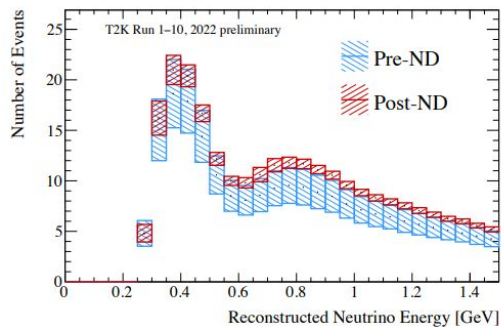 T2K Run 1–10, 2022 preliminary
Number of Events
25
20
15
10
5
0
Pre-ND
Post-ND
0 0.2 0.4 0.6 0.8 1 1.2 1.4
Reconstructed Neutrino Energy [GeV]